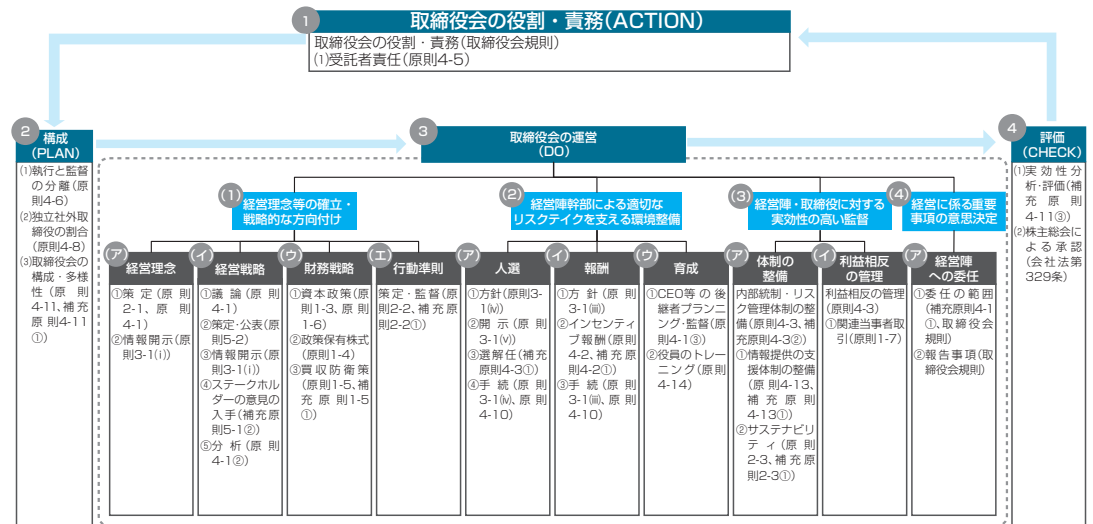 1
取締役会の役割・責務(ACTION)
取締役会の役割・責務(取締役会規則)
(1)受託者責任(原則4-5)
2
構成
(PLAN)
(1)執行と監督
の分離(原
則4-6)
(2)独立社外取
締役の割合
(原則4-8)
(3)取締役会の
構成・多様
性(原則
4-11、補充
原則4-11
①)
3
取締役会の運営
(DO)
(1)
経営理念等の確立・
戦略的な方向付け
(ア)
経営理念
①策定(原則
2-1、原則
4-1)
②情報開示(原
則3-1(ⅰ))
(イ)
経営戦略
①議論(原則
4-1)
②策定・公表(原
則5-2)
③情報開示(原
則3-1(ⅰ))
④ステークホル
ダーの意見の
入手(補充原
則5-1②)
⑤分析(原則
4-1②)
(ウ)
財務戦略
①資本政策(原
則1-3、原則
1-6)
②政策保有株式
(原則1-4)
③買収防衛策
(原則1-5、補
充原則1-5
①)
(エ)
行動準則
策定・監督(原
則2-2、補充原
則2-2①)
(2)
経営陣幹部による適切な
リスクテイクを支える環境整備
(ア)
人選
①方針(原則3-
1(ⅳ))
②開示(原則
3-1(ⅴ))
③選解任(補充
原則4-3①)
④手続(原則
3-1(ⅳ)、原則
4-10)
(イ)
報酬
①方針(原則
3-1(ⅲ))
②インセンティ
ブ報酬(原則
4-2、補充原
則4-2①)
③手続(原則
3-1(ⅲ)、原則
4-10)
(ウ)
育成
①CEO等の後
継者プランニ
ング・監督(原
則4-1③)
②役員のトレー
ニング(原則
4-14)
(3)
経営陣・取締役に対する
実効性の高い監督
(ア)
体制の
整備
内部統制・リス
ク管理体制の整
備(原則4-3、補
充原則4-3②)
①情報提供の支
援体制の整備
(原則4-13、
補充原則
4-13①)
②サステナビリ
ティ(原則
2-3、補充原
則2-3①)
(イ)
利益相反
の管理
利益相反の管理
(原則4-3)
①関連当事者取
引(原則1-7)
(4)
経営に係る重要
事項の意思決定
(ア)
経営陣
への委任
①委任の範囲
(補充原則4-1
①、取締役会
規則)
②報告事項(取
締役会規則)
4
評価
(CHECK)
(1)実効性分
析・評価(補
充原則
4-11③)
(2)株主総会に
よる承認
(会社法第
329条)